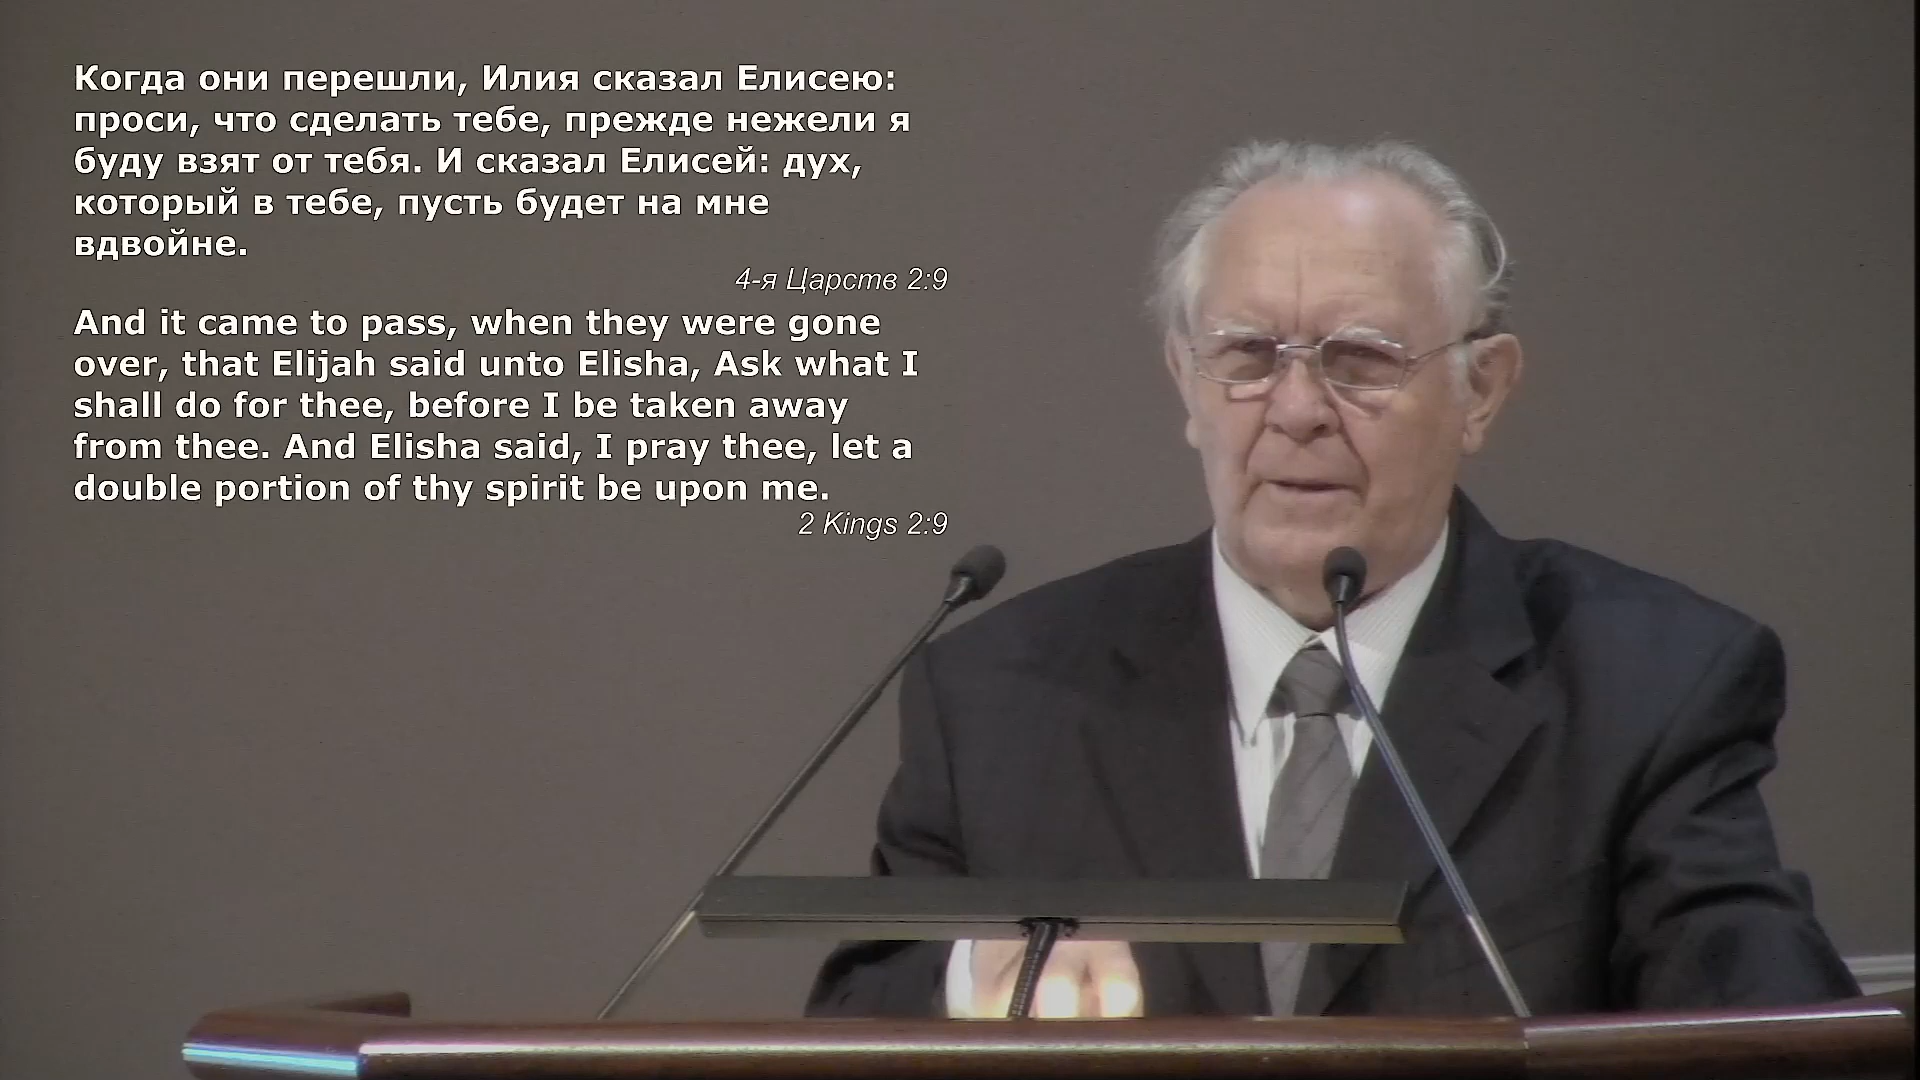 Когда они перешли, Илия сказал Елисею:
проси, что сделать тебе, прежде нежели я
буду взят от тебя. И сказал Елисей: дух,
который в тебе, пусть будет на мне
вдвойне.
4-я Царств 2:9
And it came to pass, when they were gone
over, that Elijah said unto Elisha, Ask what I
shall do for thee, before I be taken away
from thee. And Elisha said, I pray thee, let a
double portion of thy spirit be upon me.
2 Kings 2:9